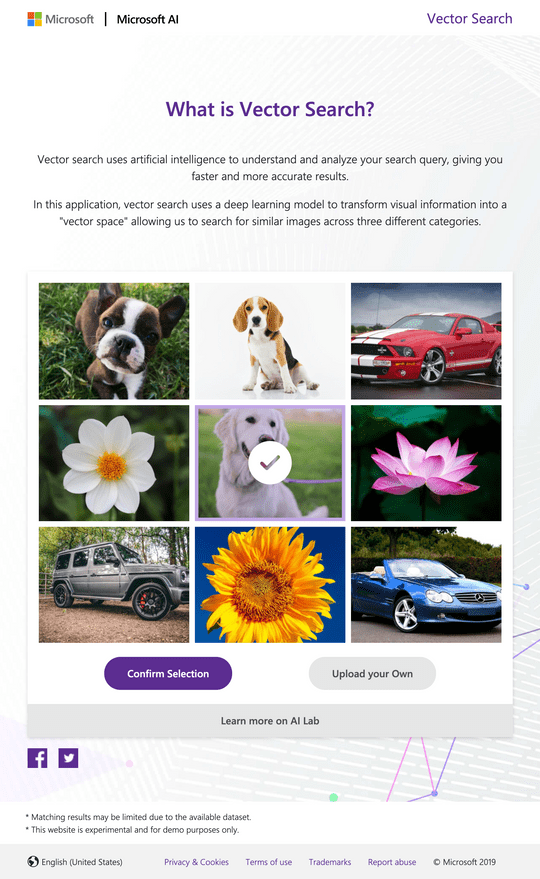 Microsoft | Microsoft AI
Vector Search
What is Vector Search?
Vector search uses artificial intelligence to understand and analyze your search query, giving you
faster and more accurate results.
In this application, vector search uses a deep learning model to transform visual information into a
"vector space" allowing us to search for similar images across three different categories.
Confirm Selection
Upload your Own
Learn more on AI Lab
* Matching results may be limited due to the available dataset.
* This website is experimental and for demo purposes only.
English (United States)
Privacy & Cookies
Terms of use
Trademarks
Report abuse
© Microsoft 2019